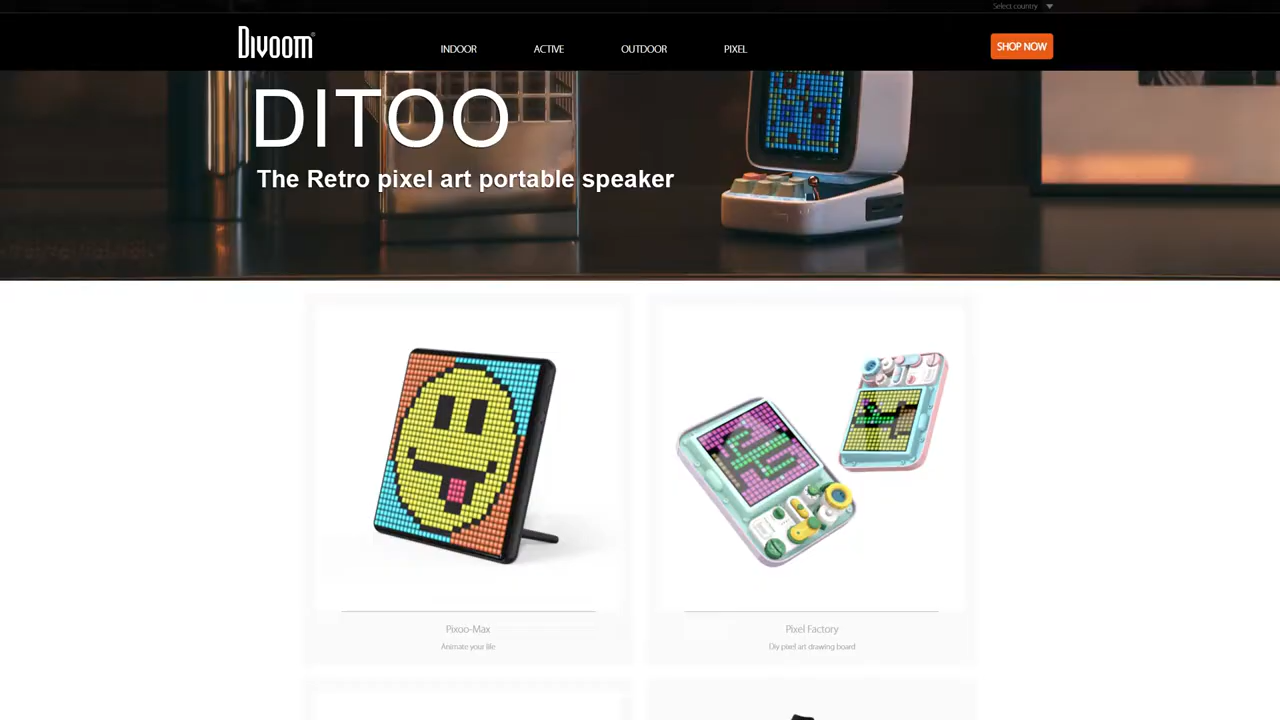 Select country
Divoom®
INDOOR
ACTIVE
OUTDOOR
PIXEL
SHOP NOW
DITOO
The Retro pixel art portable speaker
Pixoo-Max
Animate your life
Pixel Factory
Diy pixel art drawing board